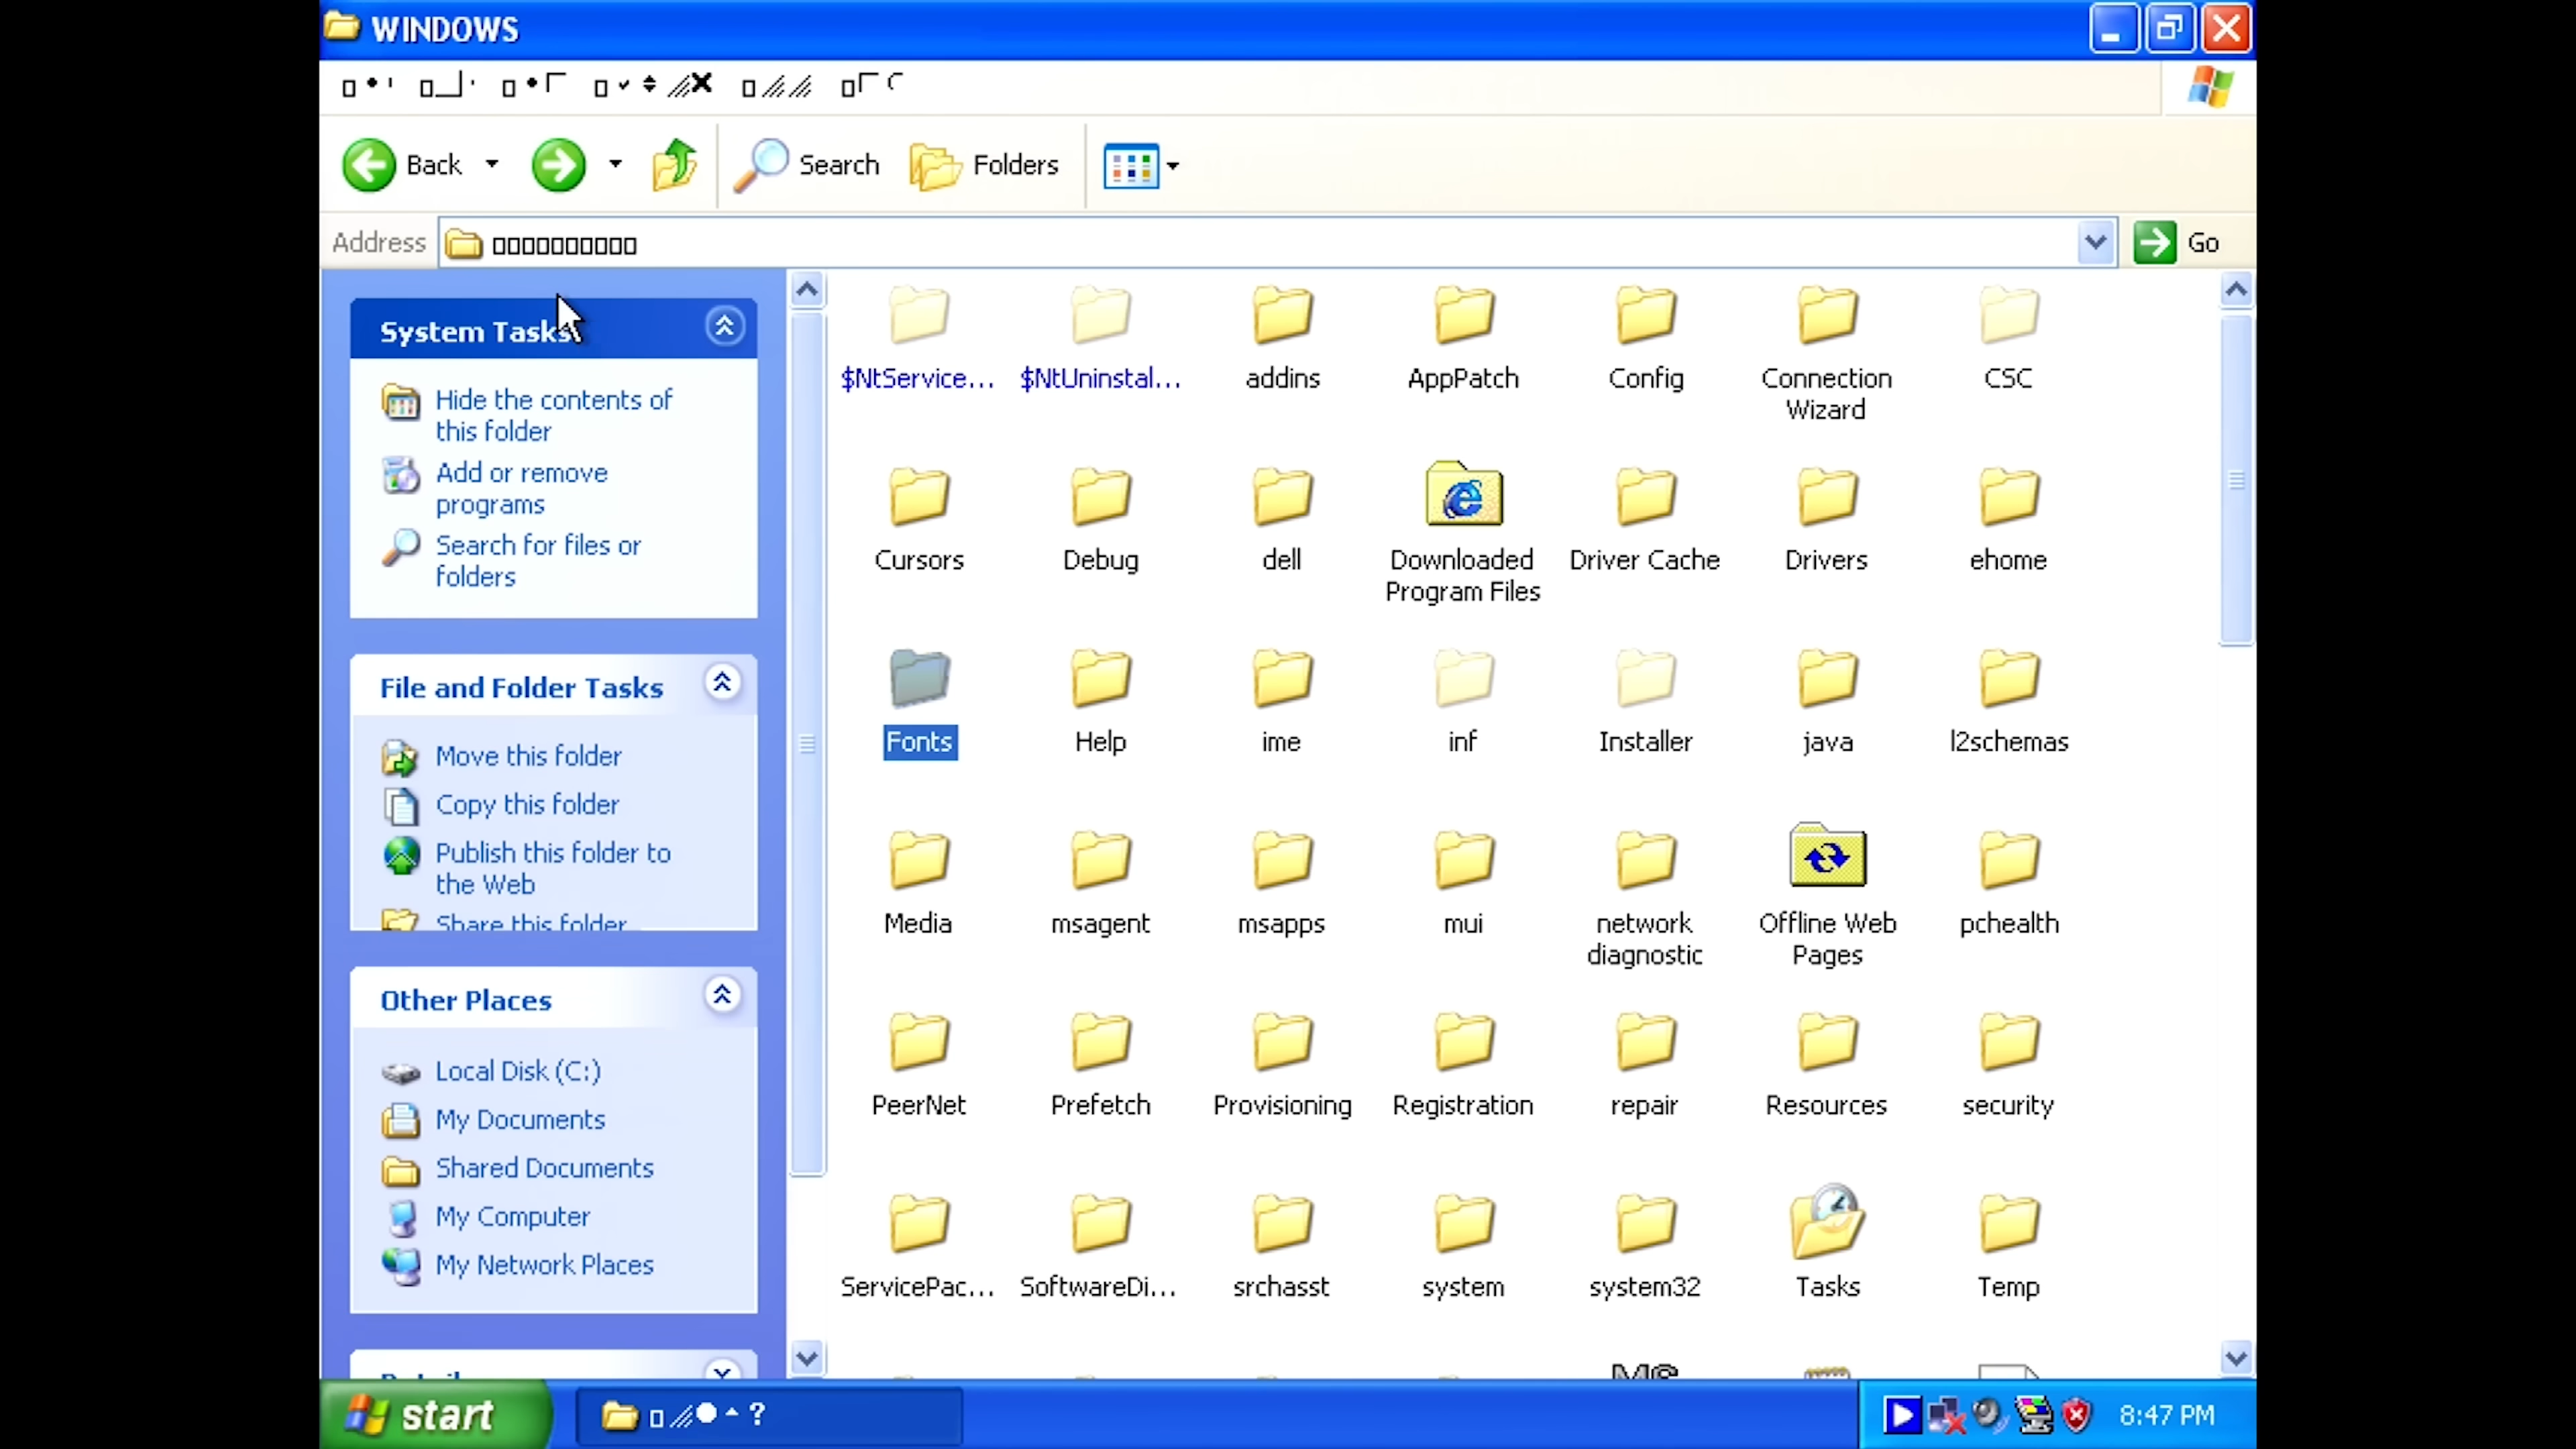 WINDOWS
Back
Search
Folders
Address
Go
System Tasks
Hide the contents of
this folder
Add or remove
programs
Search for files or
folders
File and Folder Tasks
Move this folder
Copy this folder
Publish this folder to
the Web
Share this folder
Other Places
Local Disk (C:)
My Documents
Shared Documents
My Computer
My Network Places
$NtService... $NtUninstal... addins AppPatch Config Connection
Wizard CSC
Cursors Debug dell Downloaded
Program Files Driver Cache Drivers ehome
Fonts Help ime inf Installer java l2schemas
Media msagent msapps mui network
diagnostic Offline Web
Pages pchealth
PeerNet Prefetch Provisioning Registration repair Resources security
ServicePac... SoftwareDi... srchasst system system32 Tasks Temp
start
8:47 PM